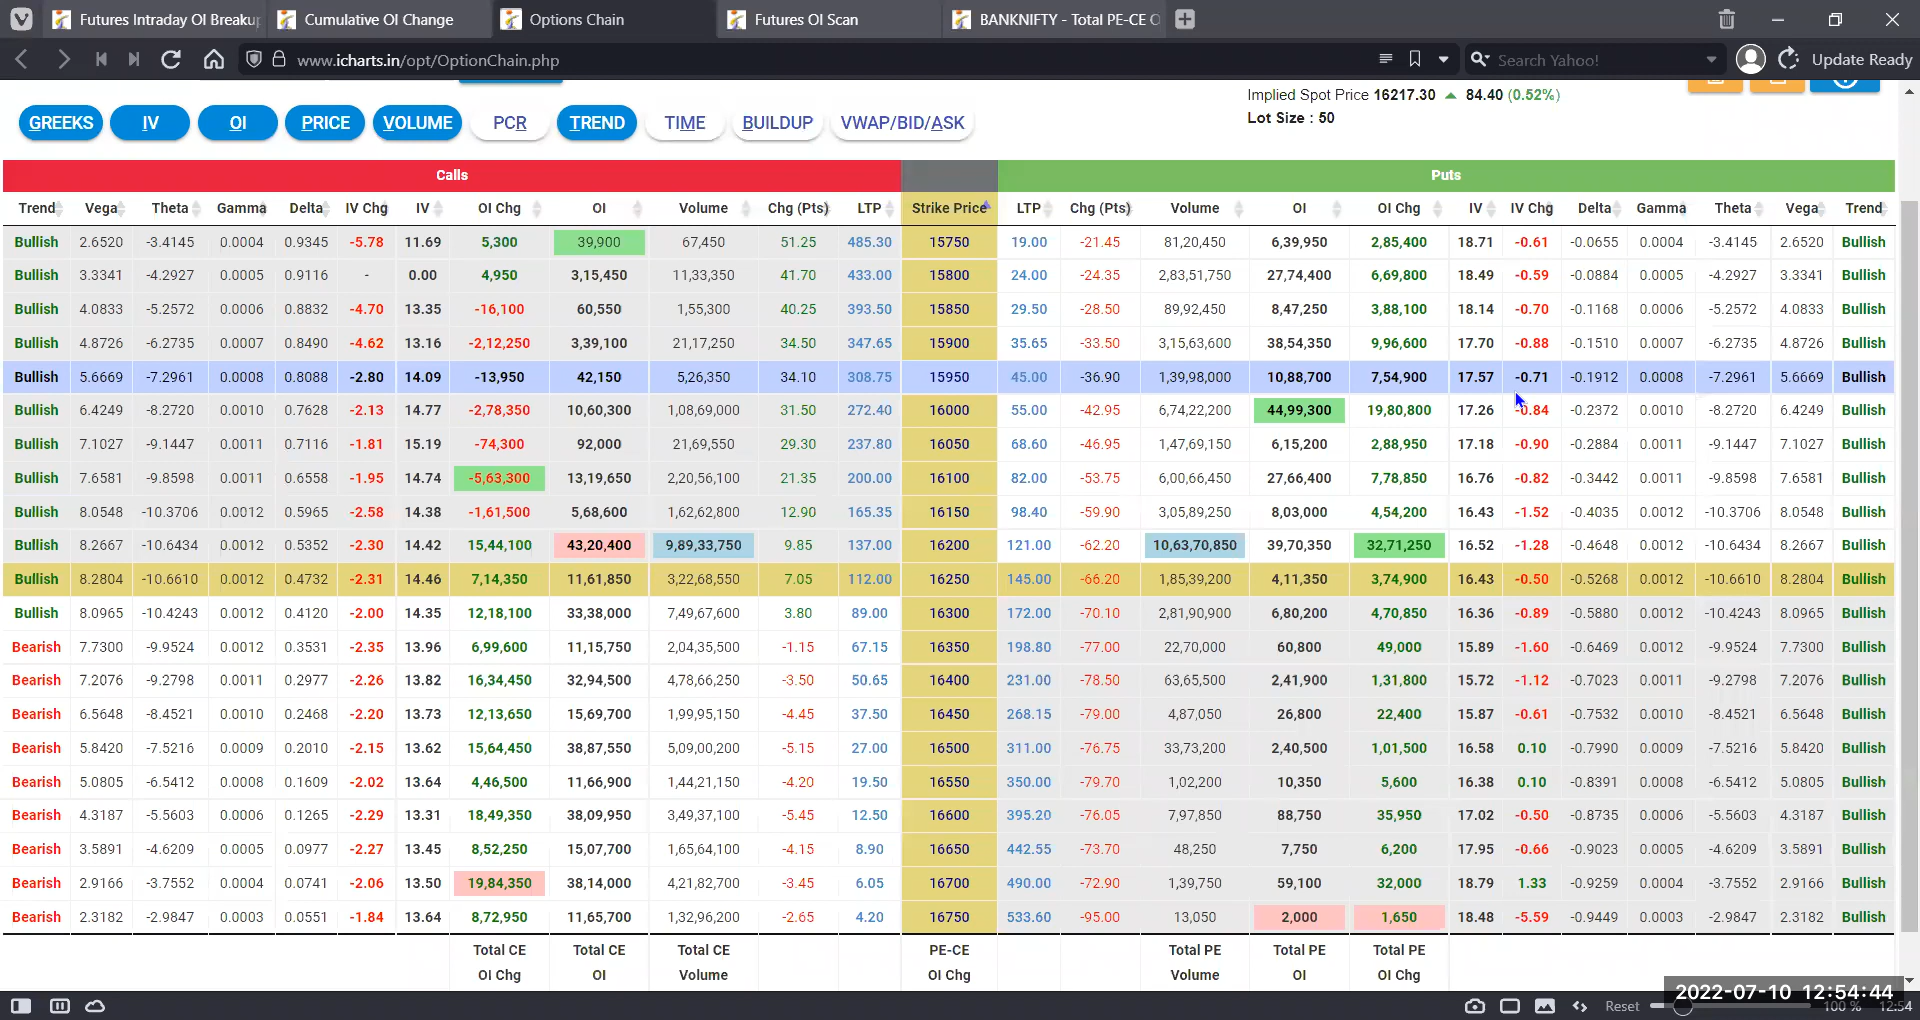 Futures Intraday OI Breakup
Cumulative OI Change
Options Chain
Futures OI Scan
BANKNIFTY - Total PE-CE O
www.icharts.in/opt/OptionChain.php
Search Yahoo!
Update Ready
Implied Spot Price 16217.30 ▲ 84.40 (0.52%)
Lot Size : 50
GREEKS IV OI PRICE VOLUME PCR TREND TIME BUILDUP VWAP/BID/ASK
Calls Puts
Trend Vega Theta Gamma Delta IV Chg IV OI Chg OI Volume Chg (Pts) LTP Strike Price LTP Chg (Pts) Volume OI OI Chg IV IV Chg Delta Gamma Theta Vega Trend
Bullish 2.6520 -3.4145 0.0004 0.9345 -5.78 11.69 5,300 39,900 67,450 51.25 485.30 15750 19.00 -21.45 81,20,450 6,39,950 2,85,400 18.71 -0.61 -0.0655 0.0004 -3.4145 2.6520 Bullish
Bullish 3.3341 -4.2927 0.0005 0.9116 - 0.00 4,950 3,15,450 11,33,350 41.70 433.00 15800 24.00 -24.35 2,83,51,750 27,74,400 6,69,800 18.49 -0.59 -0.0884 0.0005 -4.2927 3.3341 Bullish
Bullish 4.0833 -5.2572 0.0006 0.8832 -4.70 13.35 -16,100 60,550 1,55,300 40.25 393.50 15850 29.50 -28.50 89,92,450 8,47,250 3,88,100 18.14 -0.70 -0.1168 0.0006 -5.2572 4.0833 Bullish
Bullish 4.8726 -6.2735 0.0007 0.8490 -4.62 13.16 -2,12,250 3,39,100 21,17,250 34.50 347.65 15900 35.65 -33.50 3,15,63,600 38,54,350 9,96,600 17.70 -0.88 -0.1510 0.0007 -6.2735 4.8726 Bullish
Bullish 5.6669 -7.2961 0.0008 0.8088 -2.80 14.09 -13,950 42,150 5,26,350 34.10 308.75 15950 45.00 -36.90 1,39,98,000 10,88,700 7,54,900 17.57 -0.71 -0.1912 0.0008 -7.2961 5.6669 Bullish
Bullish 6.4249 -8.2720 0.0010 0.7628 -2.13 14.77 -2,78,350 10,60,300 1,08,69,000 31.50 272.40 16000 55.00 -42.95 6,74,22,200 44,99,300 19,80,800 17.26 -0.84 -0.2372 0.0010 -8.2720 6.4249 Bullish
Bullish 7.1027 -9.1447 0.0011 0.7116 -1.81 15.19 -74,300 92,000 21,69,550 29.30 237.80 16050 68.60 -46.95 1,47,69,150 6,15,200 2,88,950 17.18 -0.90 -0.2884 0.0011 -9.1447 7.1027 Bullish
Bullish 7.6581 -9.8598 0.0011 0.6558 -1.95 14.74 -5,63,300 13,19,650 2,20,56,100 21.35 200.00 16100 82.00 -53.75 6,00,66,450 27,66,400 7,78,850 16.76 -0.82 -0.3442 0.0011 -9.8598 7.6581 Bullish
Bullish 8.0548 -10.3706 0.0012 0.5965 -2.58 14.38 -1,61,500 5,68,600 1,62,62,800 12.90 165.35 16150 98.40 -59.90 3,05,89,250 8,03,000 4,54,200 16.43 -1.52 -0.4035 0.0012 -10.3706 8.0548 Bullish
Bullish 8.2667 -10.6434 0.0012 0.5352 -2.30 14.42 15,44,100 43,20,400 9,89,33,750 9.85 137.00 16200 121.00 -62.20 10,63,70,850 39,70,350 32,71,250 16.52 -1.28 -0.4648 0.0012 -10.6434 8.2667 Bullish
Bullish 8.2804 -10.6610 0.0012 0.4732 -2.31 14.46 7,14,350 11,61,850 3,22,68,550 7.05 112.00 16250 145.00 -66.20 1,85,39,200 4,11,350 3,74,900 16.43 -0.50 -0.5268 0.0012 -10.6610 8.2804 Bullish
Bullish 8.0965 -10.4243 0.0012 0.4120 -2.00 14.35 12,18,100 33,38,000 7,49,67,600 3.80 89.00 16300 172.00 -70.10 2,81,90,900 6,80,200 4,70,850 16.36 -0.89 -0.5880 0.0012 -10.4243 8.0965 Bullish
Bearish 7.7300 -9.9524 0.0012 0.3531 -2.35 13.96 6,99,600 11,15,750 2,04,35,500 -1.15 67.15 16350 198.80 -77.00 22,70,000 60,800 49,000 15.89 -1.60 -0.6469 0.0012 -9.9524 7.7300 Bullish
Bearish 7.2076 -9.2798 0.0011 0.2977 -2.26 13.82 16,34,450 32,94,500 4,78,66,250 -3.50 50.65 16400 231.00 -78.50 63,65,500 2,41,900 1,31,800 15.72 -1.12 -0.7023 0.0011 -9.2798 7.2076 Bullish
Bearish 6.5648 -8.4521 0.0010 0.2468 -2.20 13.73 12,13,650 15,69,700 1,99,95,150 -4.45 37.50 16450 268.15 -79.00 4,87,050 26,800 22,400 15.87 -0.61 -0.7532 0.0010 -8.4521 6.5648 Bullish
Bearish 5.8420 -7.5216 0.0009 0.2010 -2.15 13.62 15,64,450 38,87,550 5,09,00,200 -5.15 27.00 16500 311.00 -76.75 33,73,200 2,40,500 1,01,500 16.58 0.10 -0.7990 0.0009 -7.5216 5.8420 Bullish
Bearish 5.0805 -6.5412 0.0008 0.1609 -2.02 13.64 4,46,500 11,66,900 1,44,21,150 -4.20 19.50 16550 350.00 -79.70 1,02,200 10,350 5,600 16.38 0.10 -0.8391 0.0008 -6.5412 5.0805 Bullish
Bearish 4.3187 -5.5603 0.0006 0.1265 -2.29 13.31 18,49,350 38,09,950 3,49,37,100 -5.45 12.50 16600 395.20 -76.05 7,97,850 88,750 35,950 17.02 -0.50 -0.8735 0.0006 -5.5603 4.3187 Bullish
Bearish 3.5891 -4.6209 0.0005 0.0977 -2.27 13.45 8,52,250 15,07,700 1,65,64,100 -4.15 8.90 16650 442.55 -73.70 48,250 7,750 6,200 17.95 -0.66 -0.9023 0.0005 -4.6209 3.5891 Bullish
Bearish 2.9166 -3.7552 0.0004 0.0741 -2.06 13.50 19,84,350 38,14,000 4,21,82,700 -3.45 6.05 16700 490.00 -72.90 1,39,750 59,100 32,000 18.79 1.33 -0.9259 0.0004 -3.7552 2.9166 Bullish
Bearish 2.3182 -2.9847 0.0003 0.0551 -1.84 13.64 8,72,950 11,65,700 1,32,96,200 -2.65 4.20 16750 533.60 -95.00 13,050 2,000 1,650 18.48 -5.59 -0.9449 0.0003 -2.9847 2.3182 Bullish
Total CE Total CE Total CE PE-CE Total PE Total PE Total PE
OI Chg OI Volume OI Chg Volume OI OI Chg
2022-07-10 12:54:44
Reset 100 % 12:54